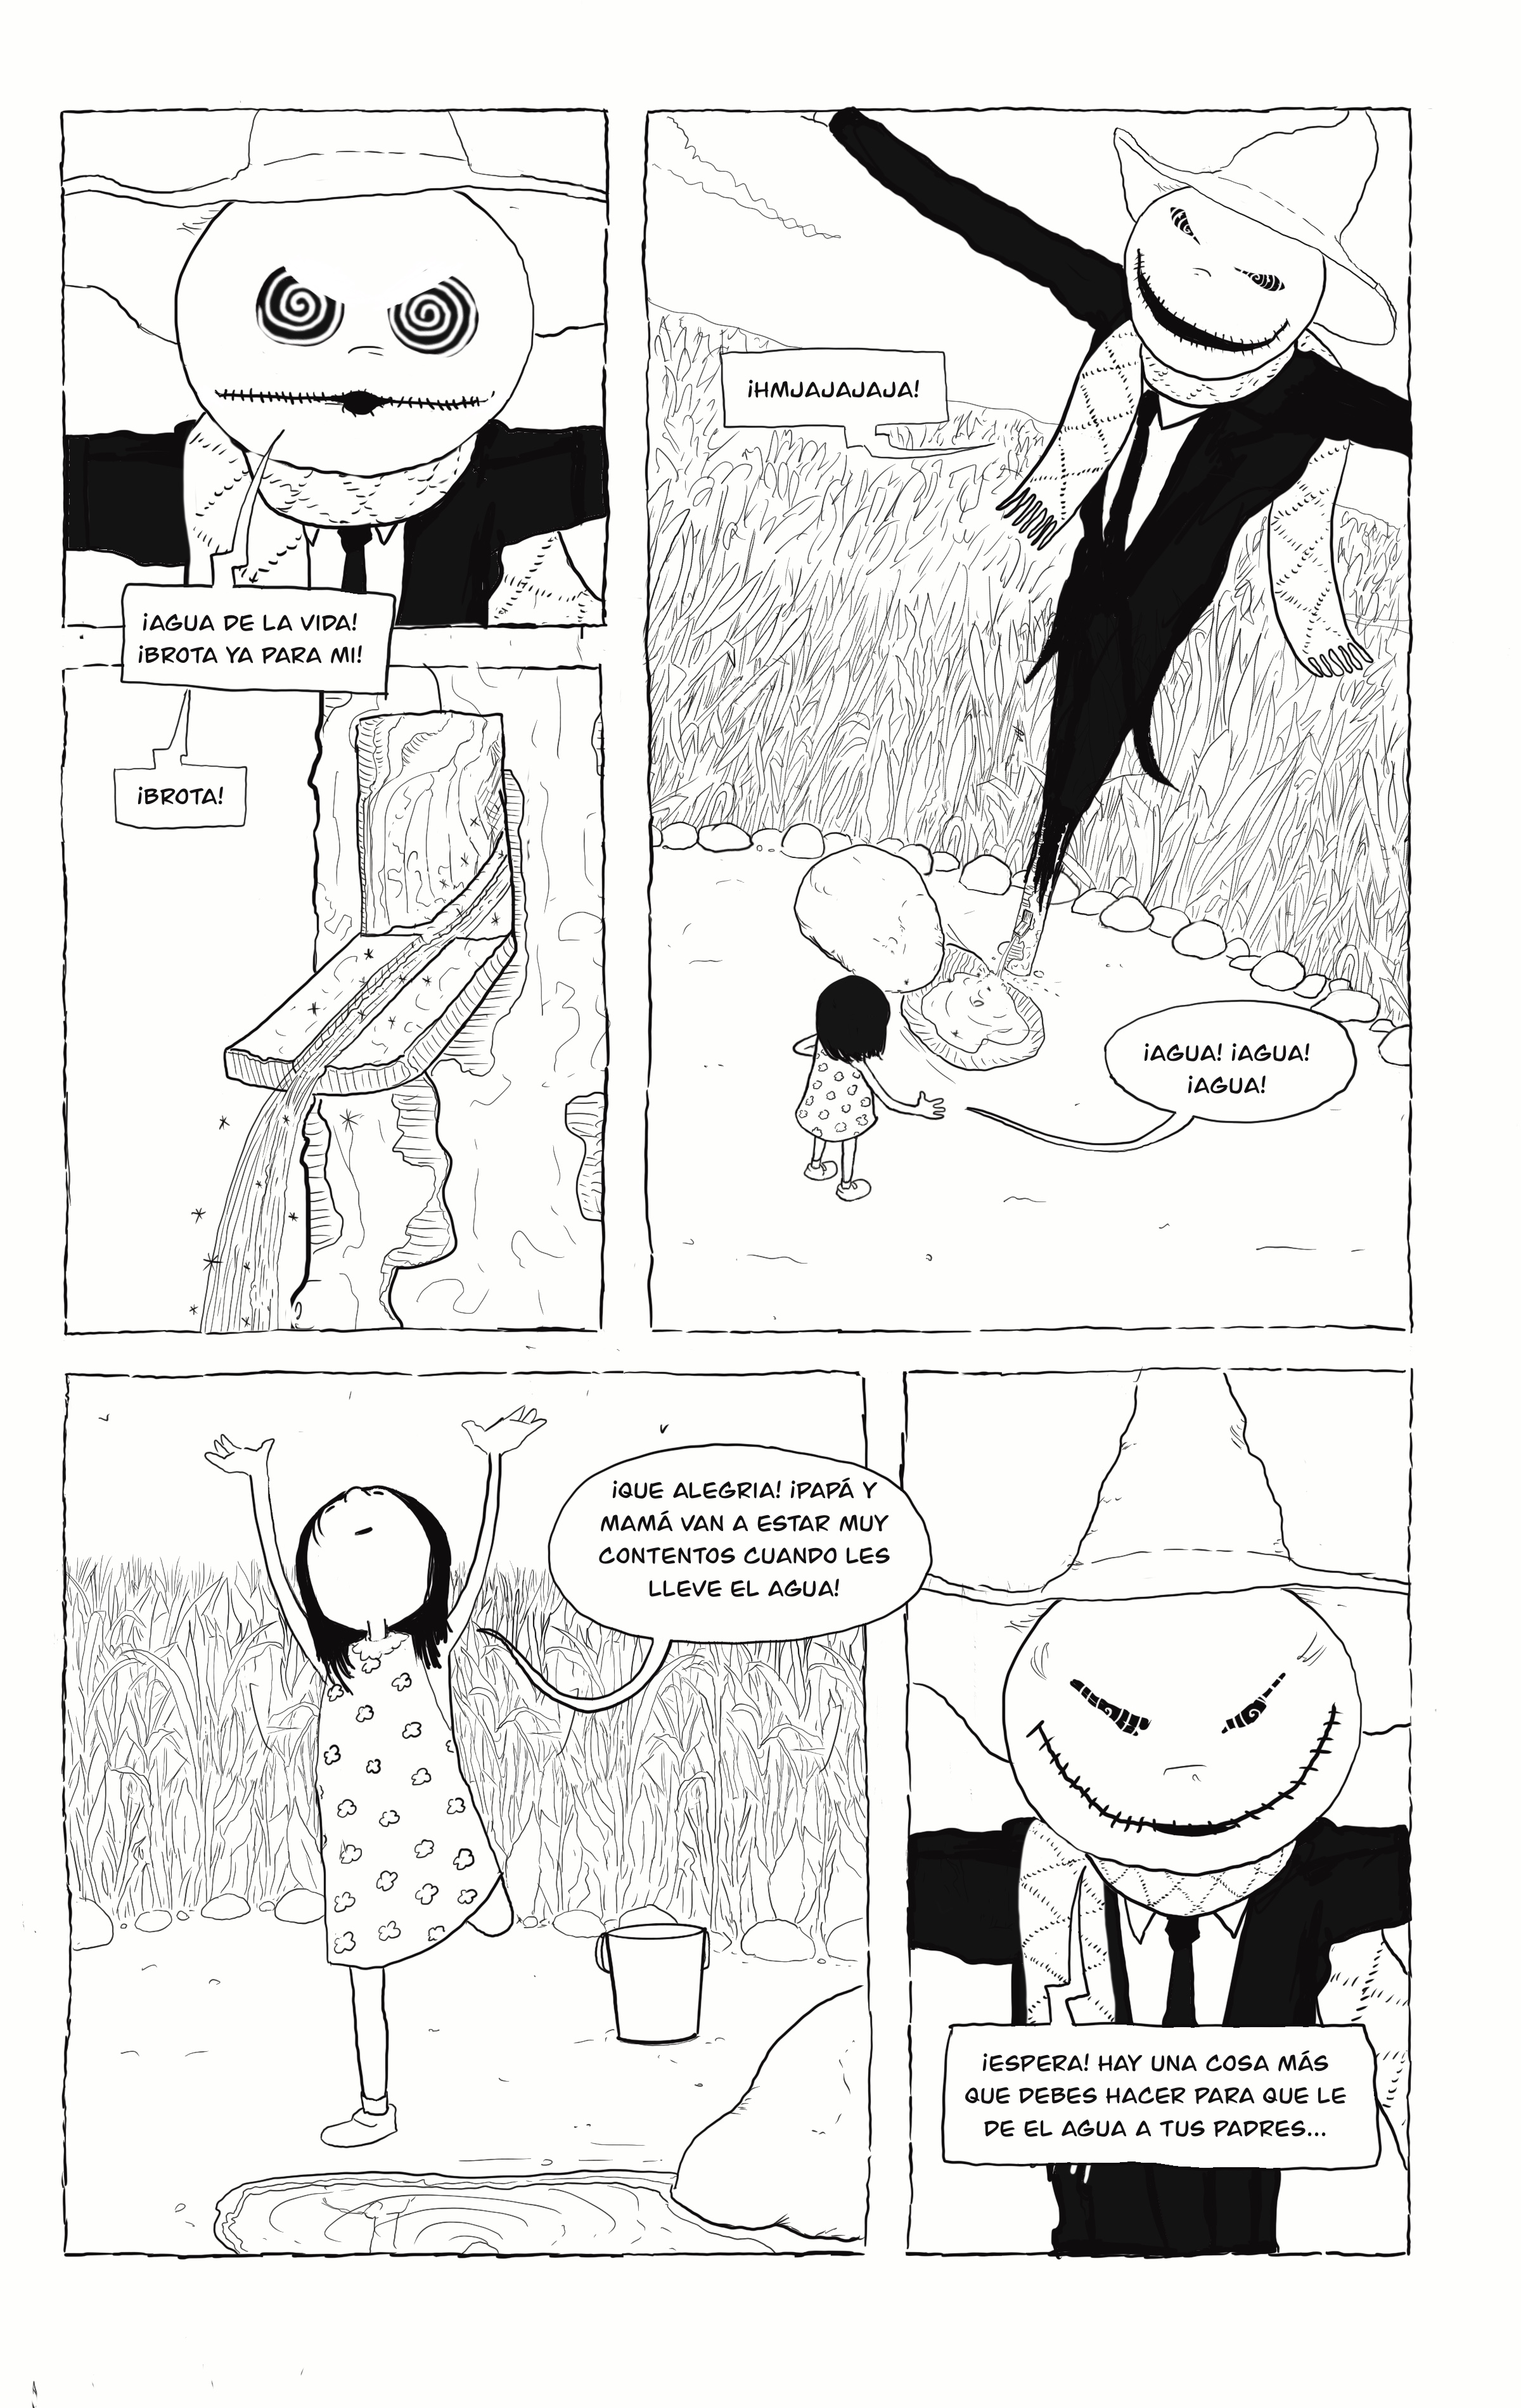 ¡AGUA DE LA VIDA!
¡BROTA YA PARA MI!
¡BROTA!
¡HMJAJAJAJA!
¡AGUA! ¡AGUA!
¡AGUA!
¡QUE ALEGRIA! ¡PAPÁ Y
MAMÁ VAN A ESTAR MUY
CONTENTOS CUANDO LES
LLEVE EL AGUA!
¡ESPERA! HAY UNA COSA MÁS
QUE DEBES HACER PARA QUE LE
DE EL AGUA A TUS PADRES...